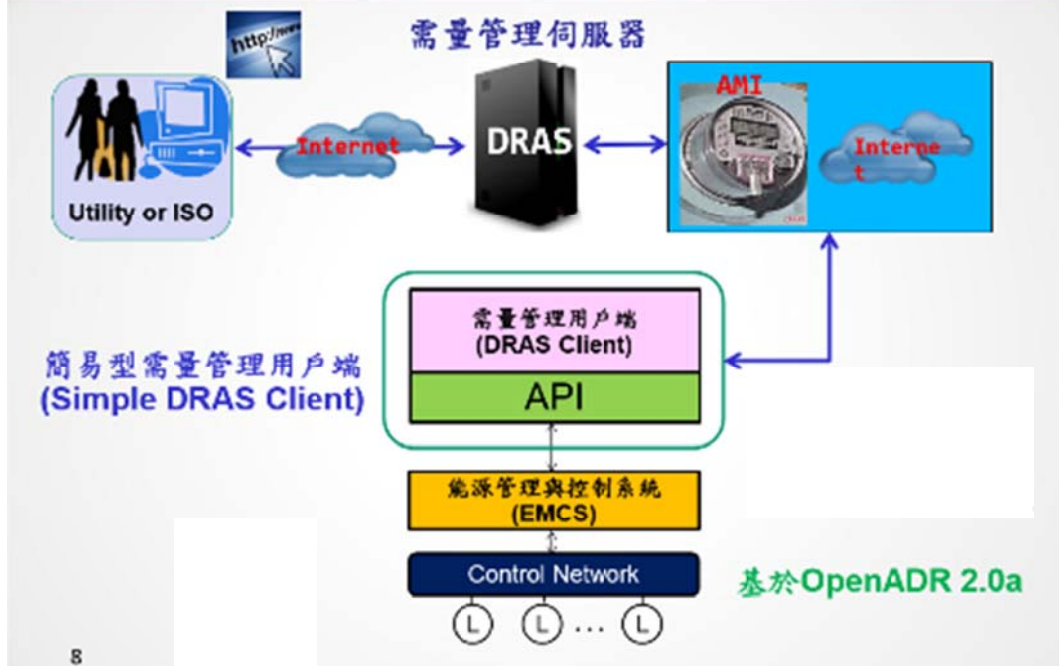 http://www
需量管理伺服器
Utility or ISO
Internet
DRAS
AMI
Interne
t
需量管理用戶端
(DRAS Client)
API
簡易型需量管理用戶端
(Simple DRAS Client)
能源管理與控制系統
(EMCS)
Control Network
L L ... L
基於OpenADR 2.0a
8